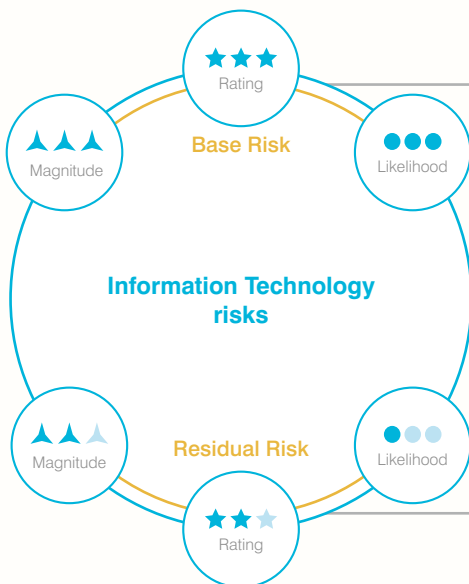 Rating
Base Risk
Magnitude
Likelihood
Information Technology
risks
Residual Risk
Magnitude
Likelihood
Rating